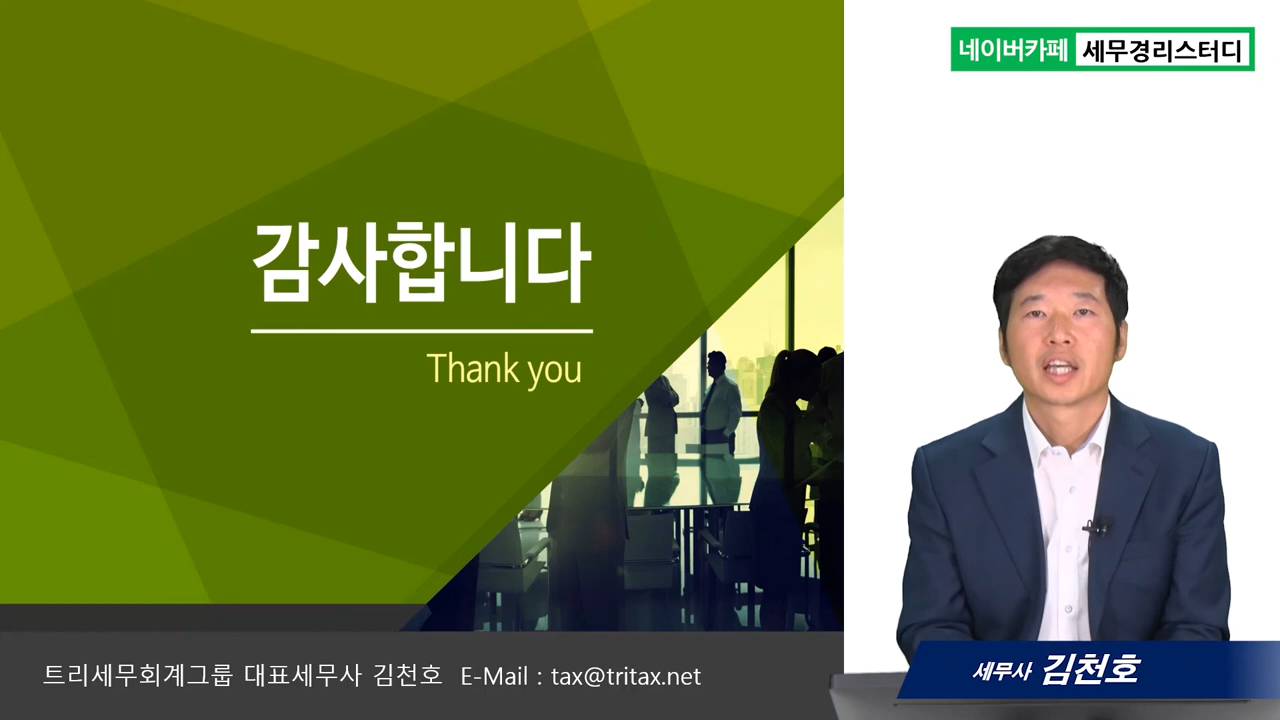 네이버카페 세무경리스터디
감사합니다
Thank you
트리세무회계그룹 대표세무사 김천호 E-Mail : tax@tritax.net
세무사 김천호